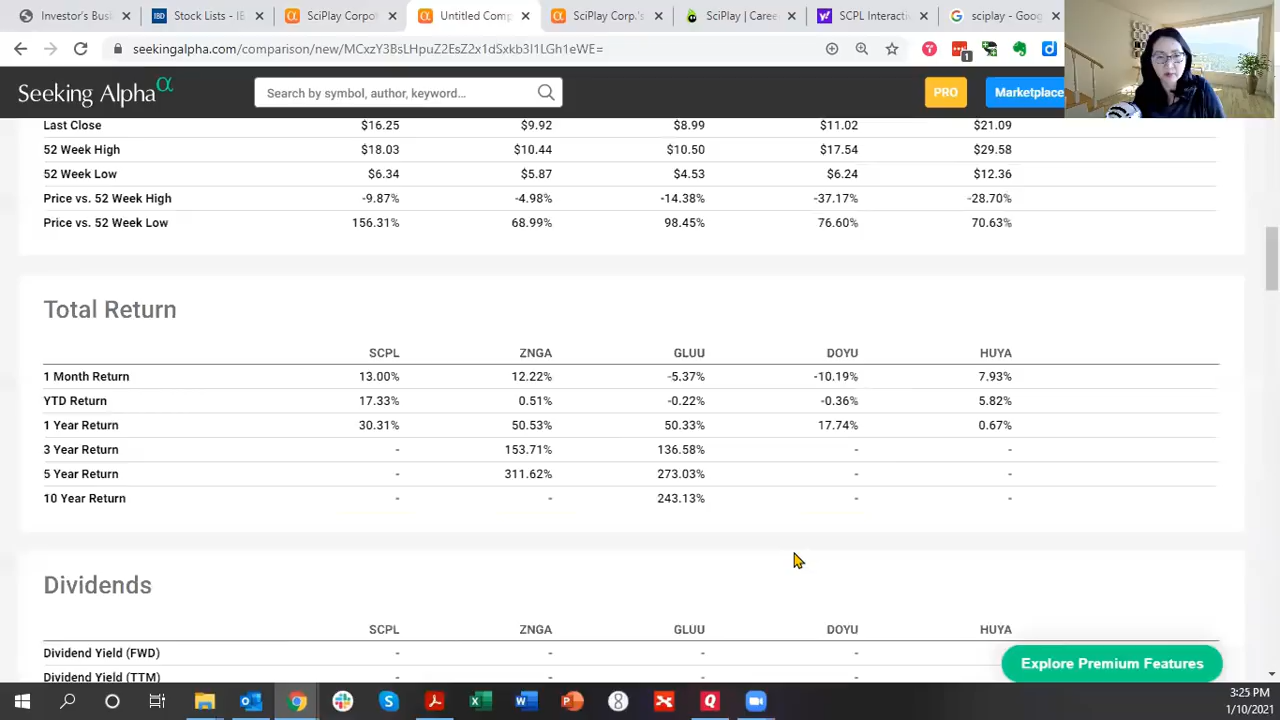 Investor's Bus
Stock Lists - IB
SciPlay Corpor
Untitled Comp
SciPlay Corp.'s
SciPlay | Caree
SCPL Interactiv
sciplay - Goog
seekingalpha.com/comparison/new/MCxzY3BsLHpuZ2EsZ2x1dSxkb3l1LGh1eWE=
1
Seeking Alpha α
Search by symbol, author, keyword...
PRO
Marketplace
Last Close $16.25 $9.92 $8.99 $11.02 $21.09
52 Week High $18.03 $10.44 $10.50 $17.54 $29.58
52 Week Low $6.34 $5.87 $4.53 $6.24 $12.36
Price vs. 52 Week High -9.87% -4.98% -14.38% -37.17% -28.70%
Price vs. 52 Week Low 156.31% 68.99% 98.45% 76.60% 70.63%
Total Return
SCPL ZNGA GLUU DOYU HUYA
1 Month Return 13.00% 12.22% -5.37% -10.19% 7.93%
YTD Return 17.33% 0.51% -0.22% -0.36% 5.82%
1 Year Return 30.31% 50.53% 50.33% 17.74% 0.67%
3 Year Return - 153.71% 136.58% - -
5 Year Return - 311.62% 273.03% - -
10 Year Return - - 243.13% - -
Dividends
SCPL ZNGA GLUU DOYU HUYA
Dividend Yield (FWD) - - - - -
Dividend Yield (TTM) - - - -
Explore Premium Features
3:25 PM
1/10/2021